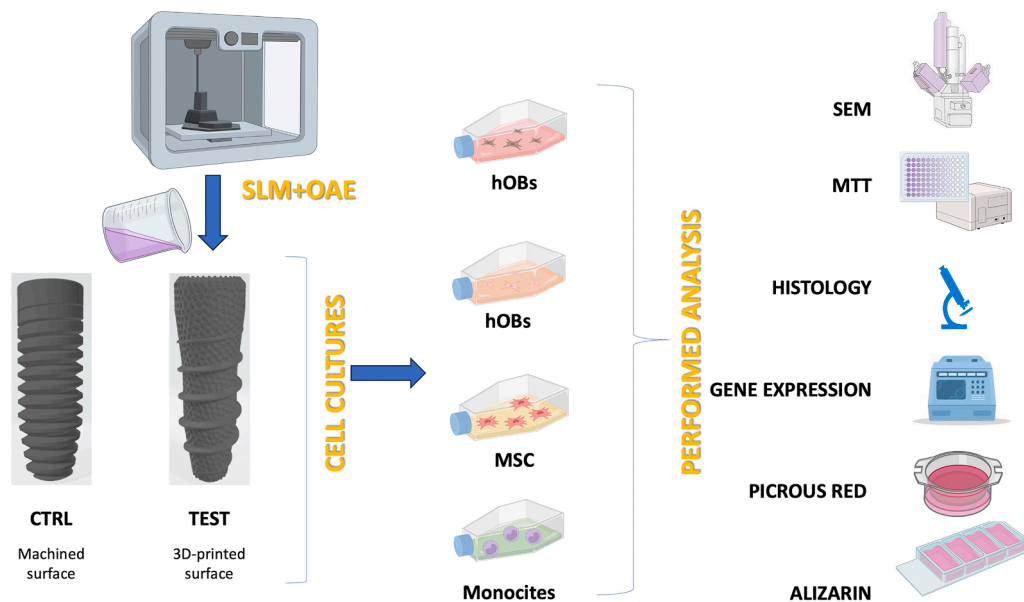 SLM+OAE
CTRL
Machined
surface
TEST
3D-printed
surface
CELL CULTURES
hOBs
hOBs
MSC
Monocites
PERFORMED ANALYSIS
SEM
MTT
HISTOLOGY
GENE EXPRESSION
PICROUS RED
ALIZARIN